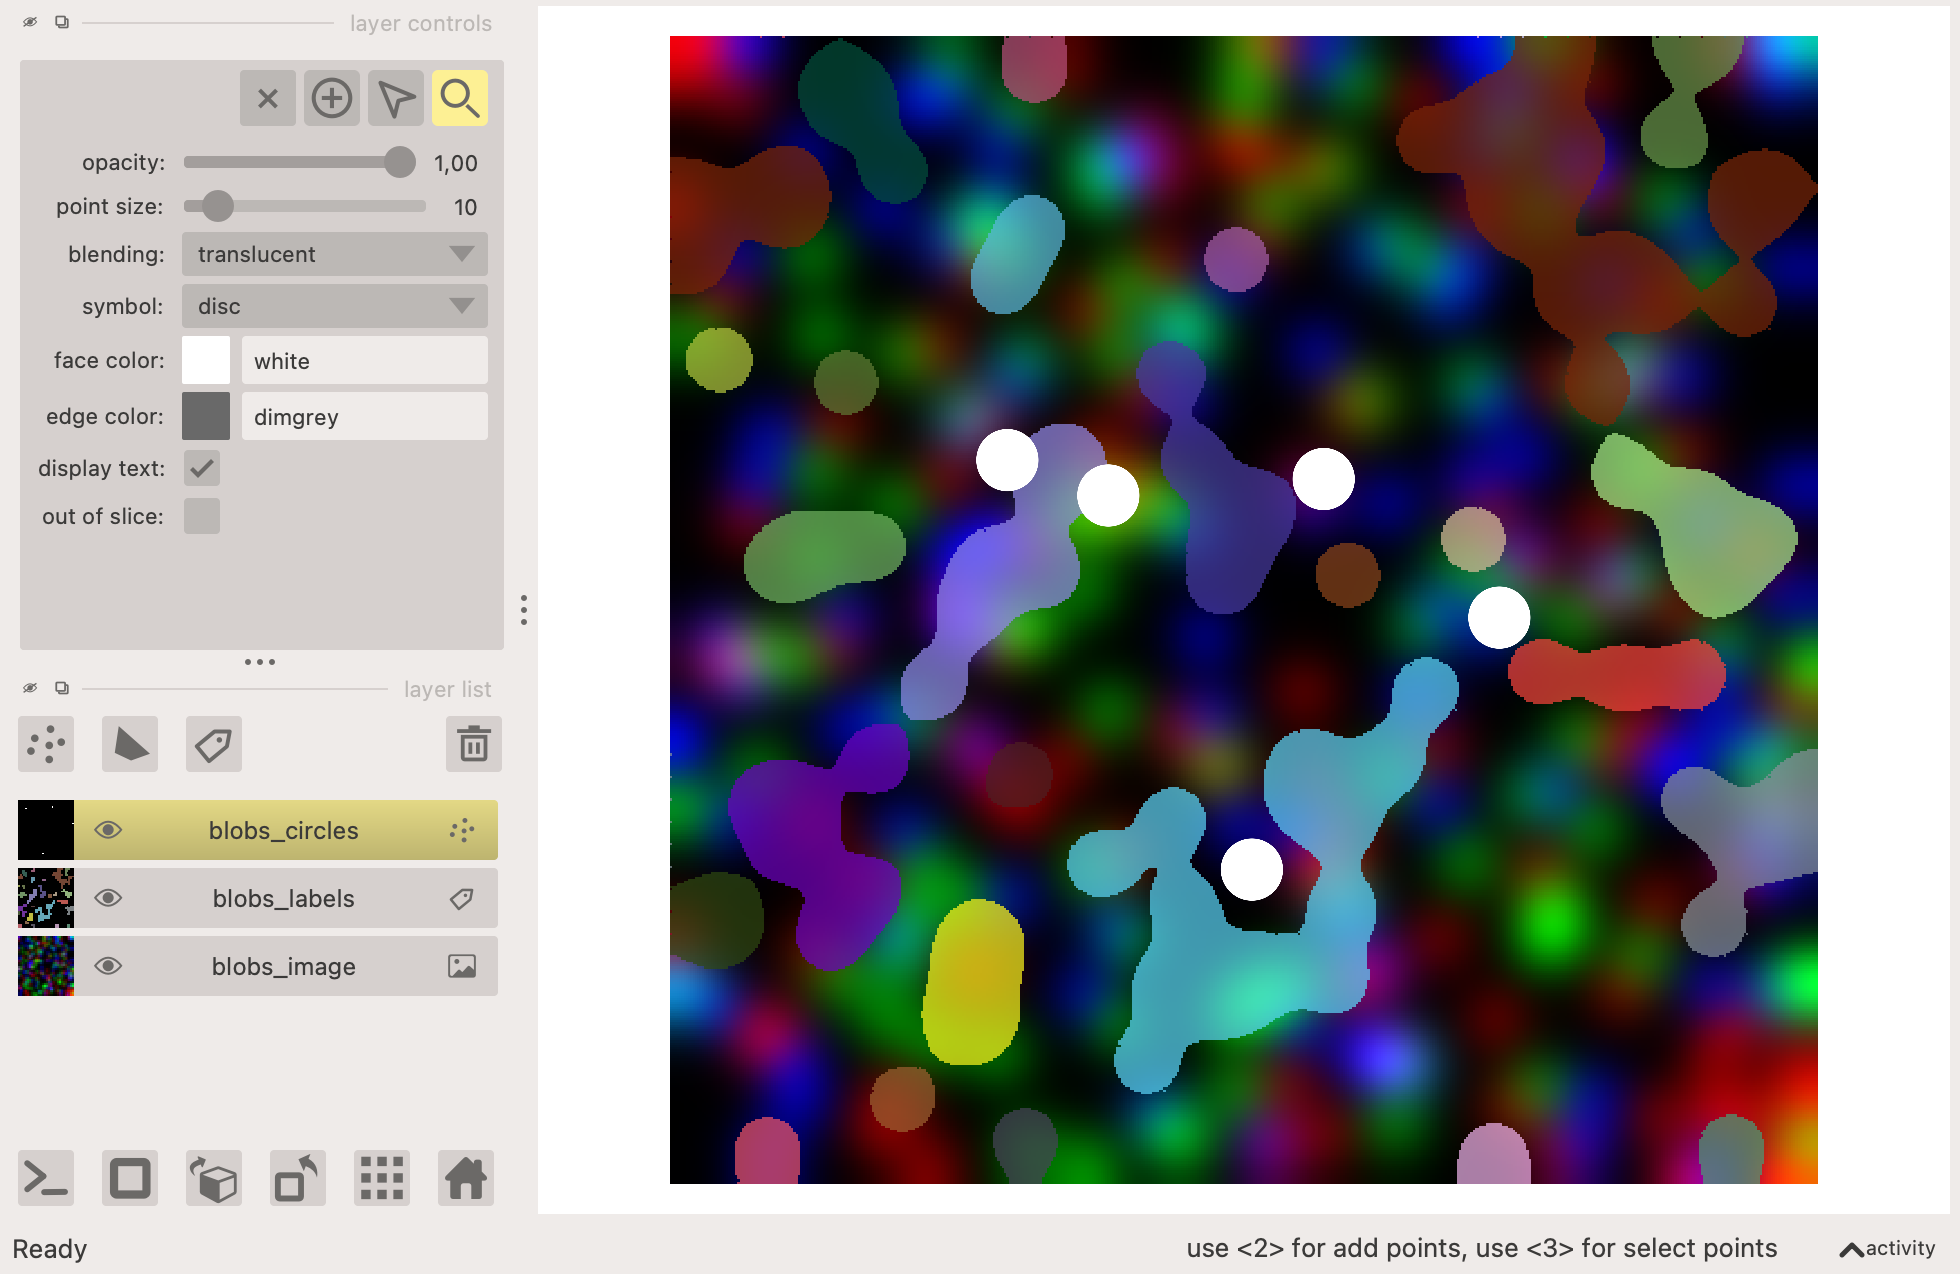 layer controls
opacity: 1,00
point size: 10
blending: translucent
symbol: disc
face color: white
edge color: dimgrey
display text:
out of slice:
layer list
blobs_circles
blobs_labels
blobs_image
Ready
use <2> for add points, use <3> for select points
activity